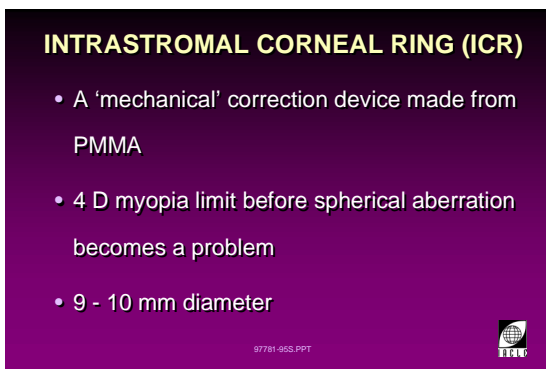 INTRASTROMAL CORNEAL RING (ICR)
• A ‘mechanical’ correction device made from
PMMA
• 4 D myopia limit before spherical aberration
becomes a problem
• 9 - 10 mm diameter
97781-95S.PPT
IACLE